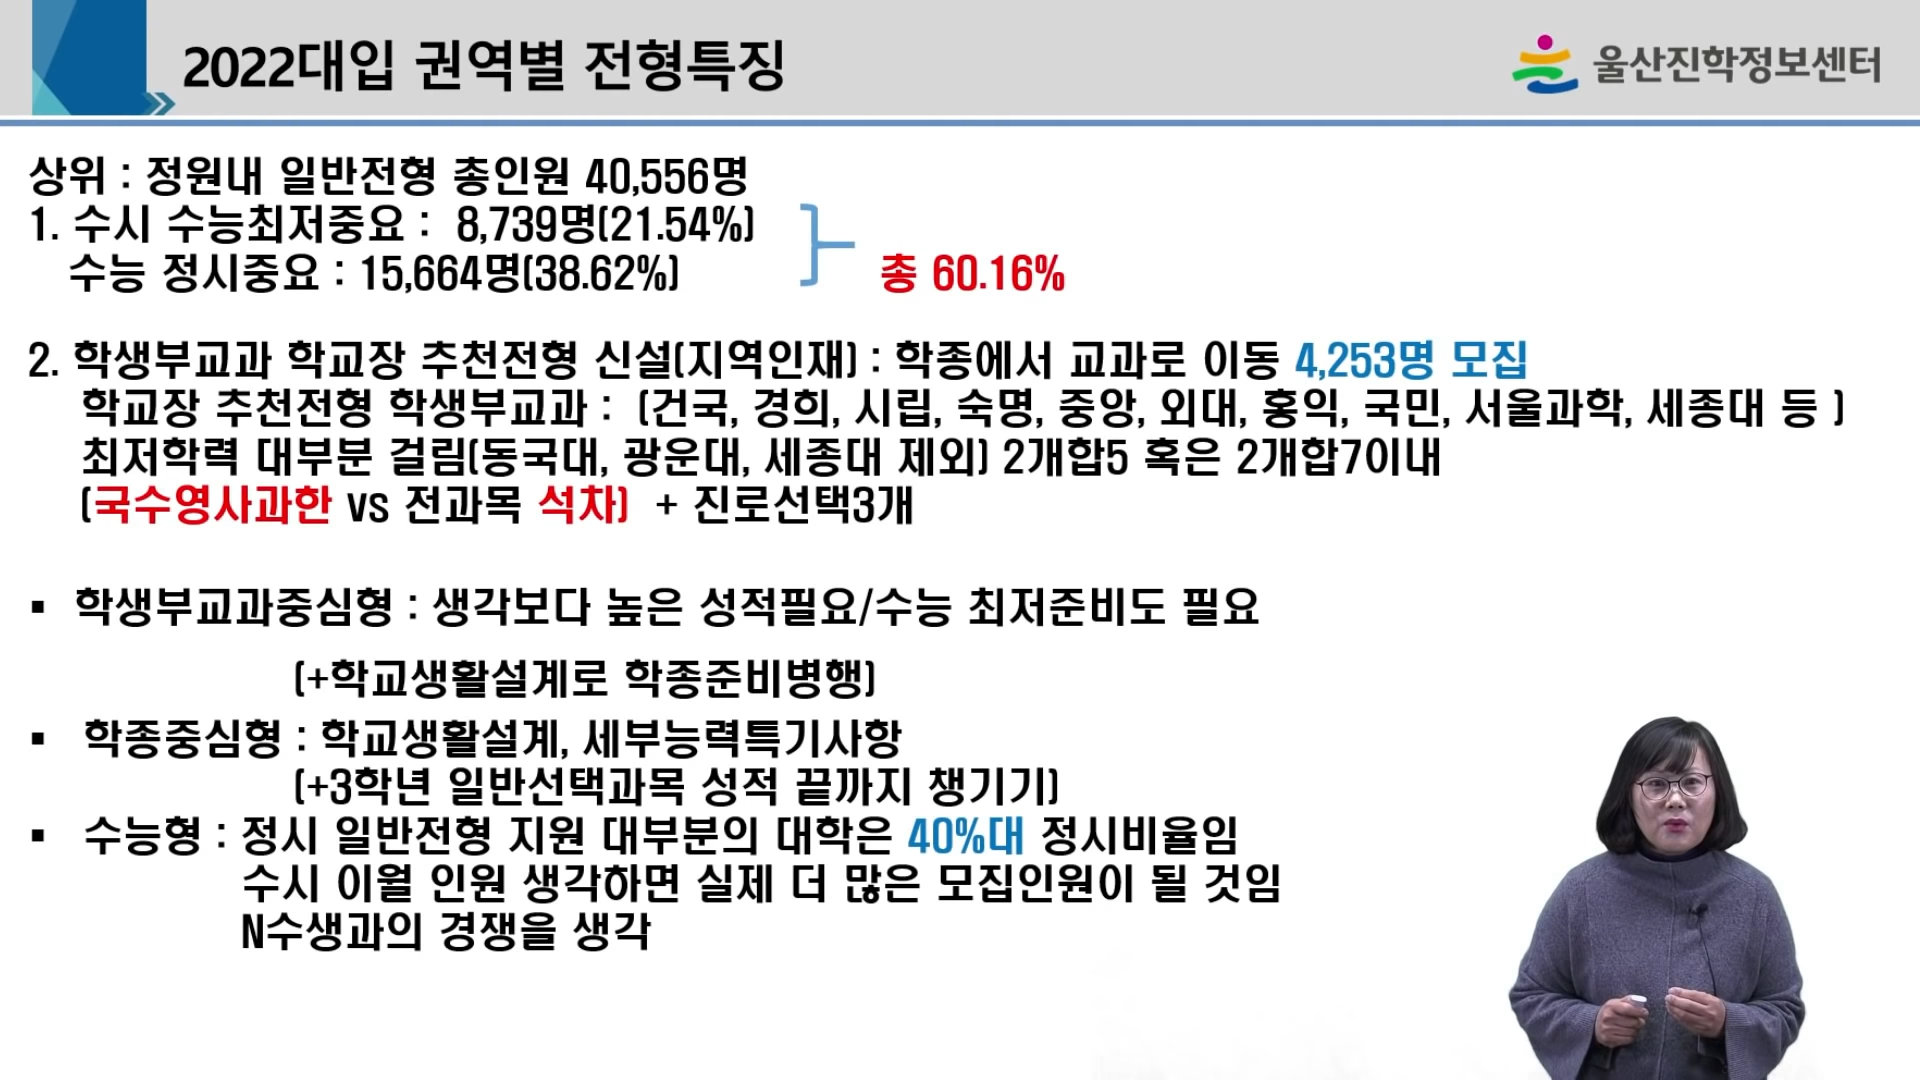 2022대입 권역별 전형특징
울산진학정보센터
상위 : 정원내 일반전형 총인원 40,556명
1. 수시 수능최저중요 : 8,739명(21.54%)
수능 정시중요 : 15,664명(38.62%)
총 60.16%
2. 학생부교과 학교장 추천전형 신설(지역인재) : 학종에서 교과로 이동 4,253명 모집
학교장 추천전형 학생부교과 : (건국, 경희, 시립, 숙명, 중앙, 외대, 홍익, 국민, 서울과학, 세종대 등 )
최저학력 대부분 걸림(동국대, 광운대, 세종대 제외) 2개합5 혹은 2개합7이내
(국수영사과한 vs 전과목 석차) + 진로선택3개
▪ 학생부교과중심형 : 생각보다 높은 성적필요/수능 최저준비도 필요
(+학교생활설계로 학종준비병행)
▪ 학종중심형 : 학교생활설계, 세부능력특기사항
(+3학년 일반선택과목 성적 끝까지 챙기기)
▪ 수능형 : 정시 일반전형 지원 대부분의 대학은 40%대 정시비율임
수시 이월 인원 생각하면 실제 더 많은 모집인원이 될 것임
N수생과의 경쟁을 생각